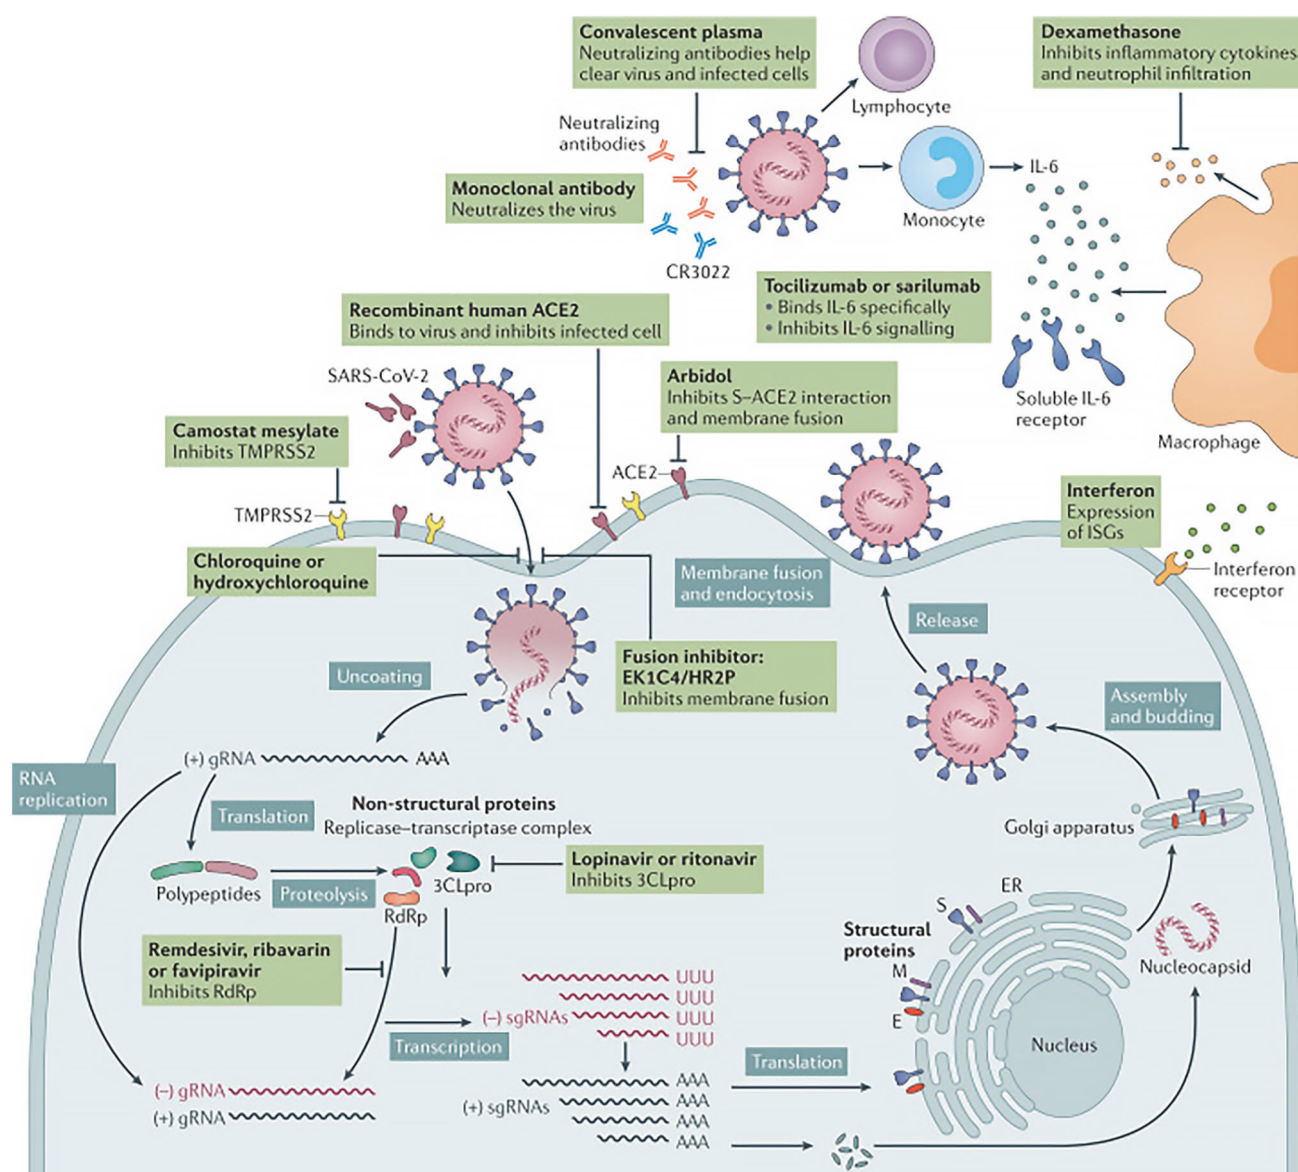 Convalescent plasma
Neutralizing antibodies help
clear virus and infected cells
Dexamethasone
Inhibits inflammatory cytokines
and neutrophil infiltration
Lymphocyte
Neutralizing
antibodies
IL-6
Monoclonal antibody
Neutralizes the virus
Monocyte
CR3022
Tocilizumab or sarilumab
• Binds IL-6 specifically
• Inhibits IL-6 signalling
Recombinant human ACE2
Binds to virus and inhibits infected cell
SARS-CoV-2
Arbidol
Inhibits S–ACE2 interaction
and membrane fusion
Soluble IL-6
receptor
Macrophage
Camostat mesylate
Inhibits TMPRSS2
ACE2
TMPRSS2
Interferon
Expression
of ISGs
Chloroquine or
hydroxychloroquine
Membrane fusion
and endocytosis
Interferon
receptor
Release
Fusion inhibitor:
EK1C4/HR2P
Inhibits membrane fusion
Uncoating
Assembly
and budding
(+) gRNA
AAA
RNA
replication
Non-structural proteins
Replicase–transcriptase complex
Translation
Golgi apparatus
Lopinavir or ritonavir
Inhibits 3CLpro
Polypeptides
Proteolysis
3CLpro
RdRp
ER
S
Structural
proteins
Remdesivir, ribavarin
or favipiravir
Inhibits RdRp
M
Nucleocapsid
E
UUU
UUU
(–) sgRNAs
UUU
UUU
Transcription
Nucleus
Translation
(–) gRNA
(+) gRNA
AAA
(+) sgRNAs
AAA
AAA
AAA